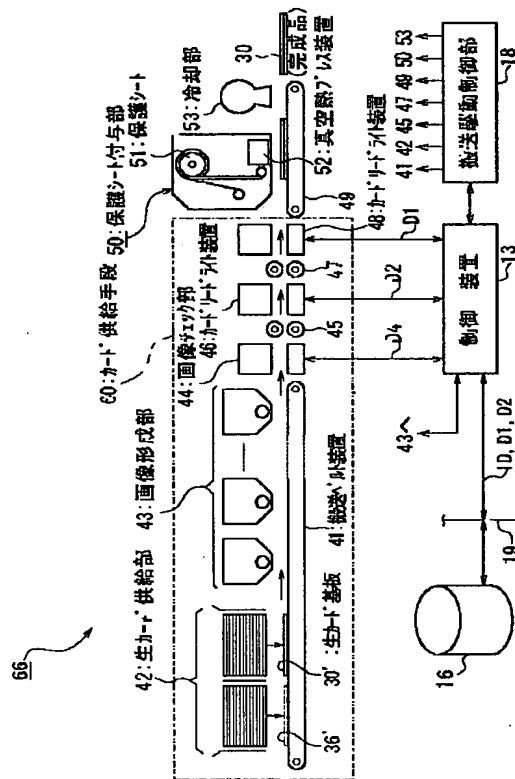 66
60:カード供給手段
50:保護シート付与部
51:保護シート
53:冷却部
30
(完成品)
52:真空熱プレス装置
42:生カード供給部
43:画像形成部
44:画像チェック部
46:カードリードライト装置
48:カードリードライト装置
49
47
45
36'
30':生カード基板
41:搬送ベルト装置
D4
D2
D1
43へ
41 42 45 47 49 50 53
制御装置
13
搬送駆動制御部
18
ID,D1,D2
19
16